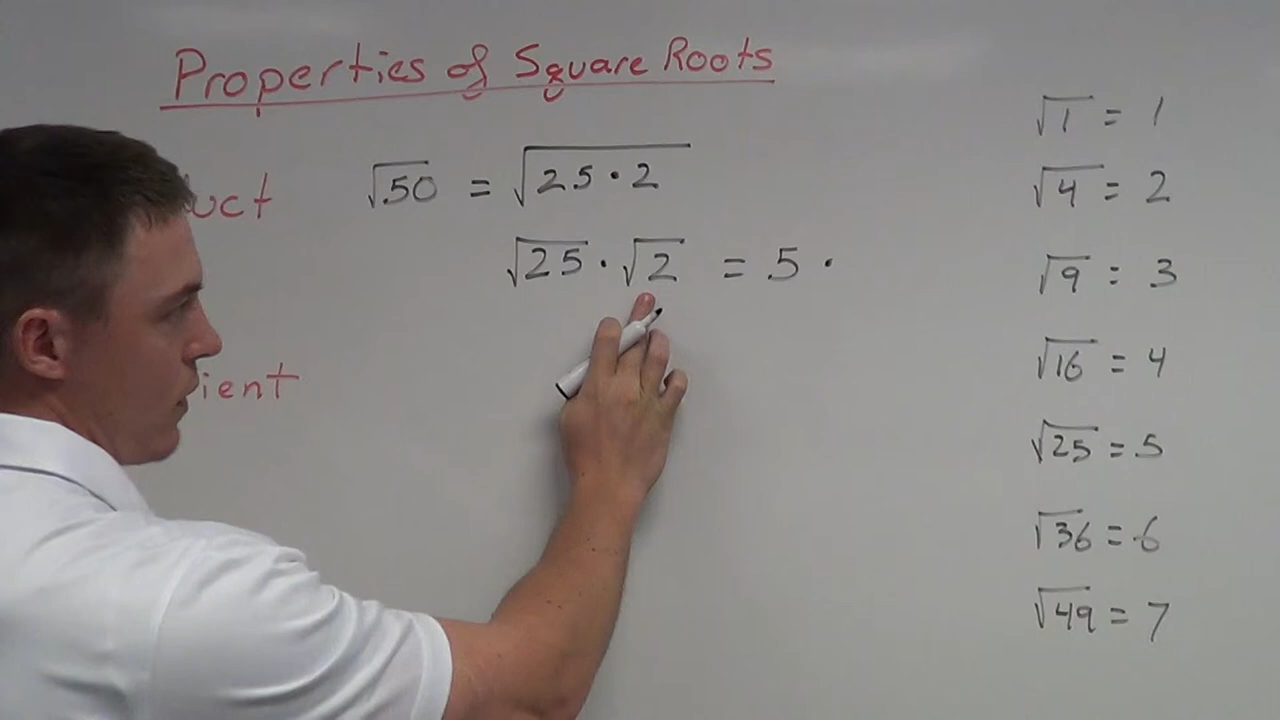 Properties of Square Roots
uct √50 = √25·2
√25·√2 = 5·
ient
√1 = 1
√4 = 2
√9 = 3
√16 = 4
√25 = 5
√36 = 6
√49 = 7